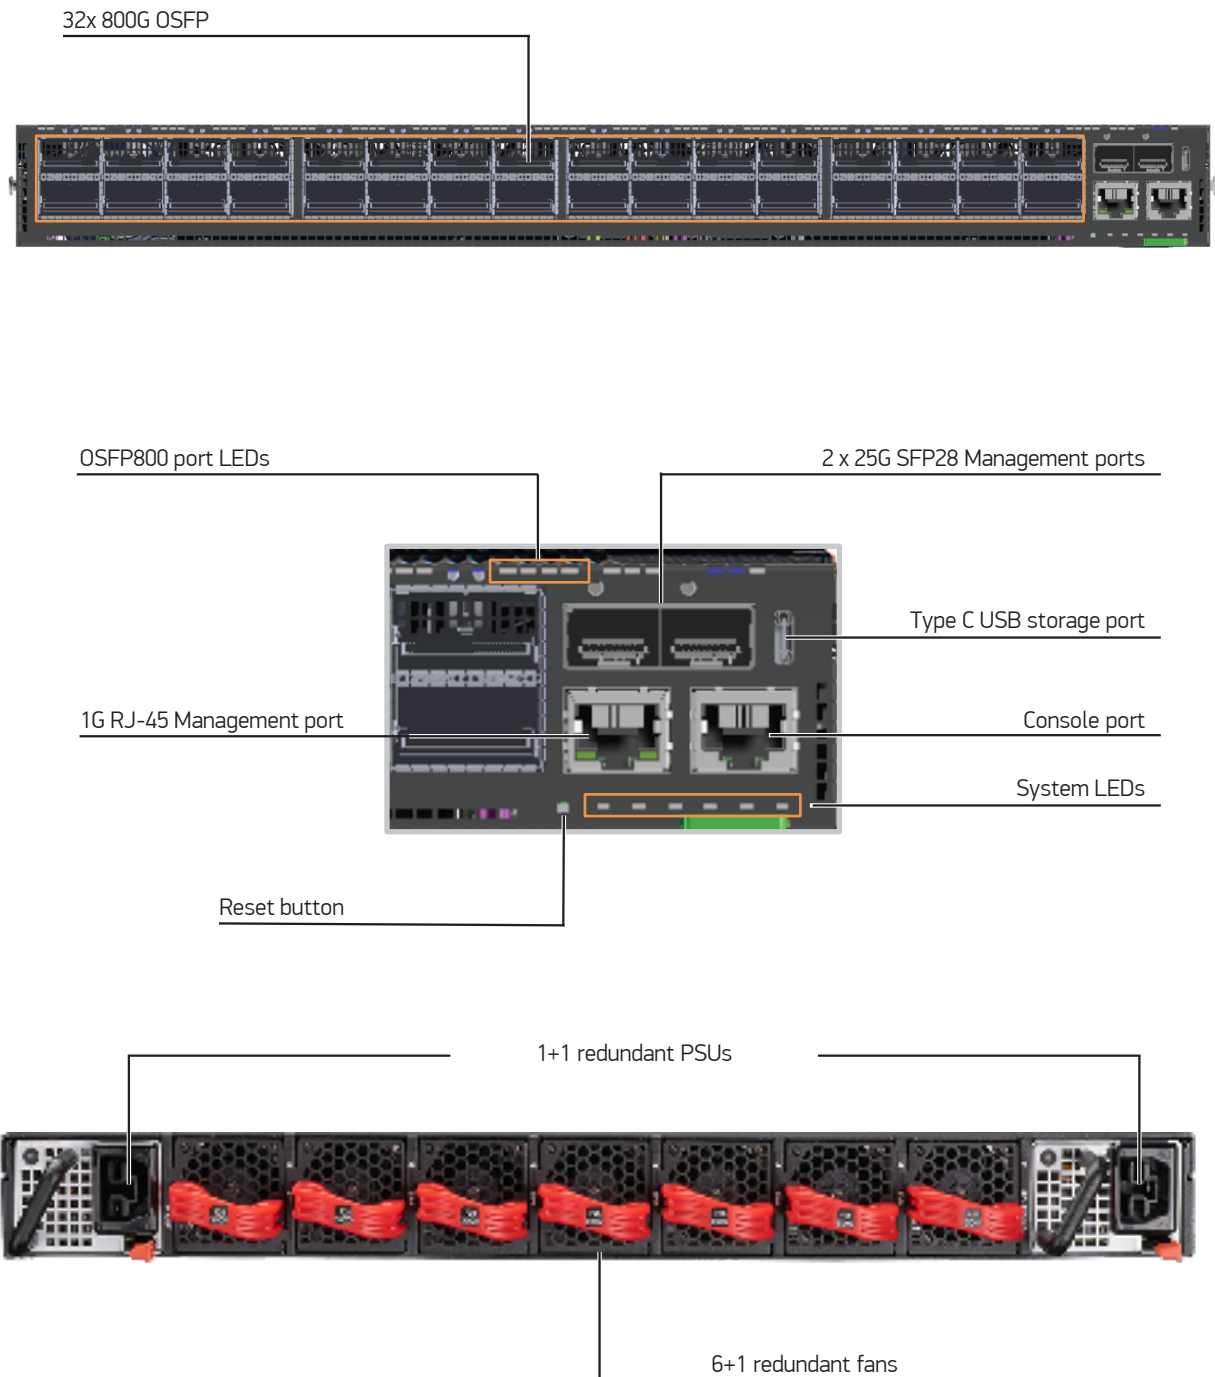 32x 800G OSFP
OSFP800 port LEDs
2 x 25G SFP28 Management ports
Type C USB storage port
1G RJ-45 Management port
Console port
System LEDs
Reset button
1+1 redundant PSUs
6+1 redundant fans